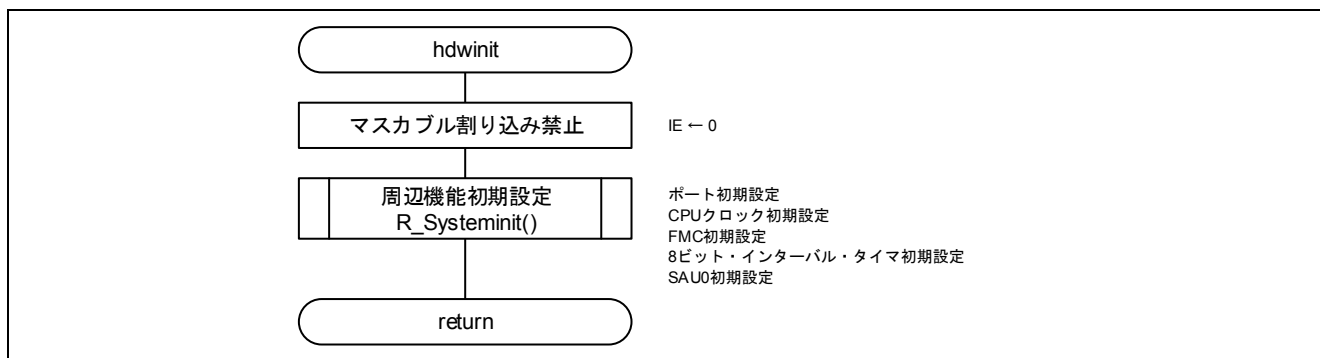 hdwinit
マスカブル割り込み禁止
IE ← 0
周辺機能初期設定
R_Systeminit()
ポート初期設定
CPUクロック初期設定
FMC初期設定
8ビット・インターバル・タイマ初期設定
SAU0初期設定
return